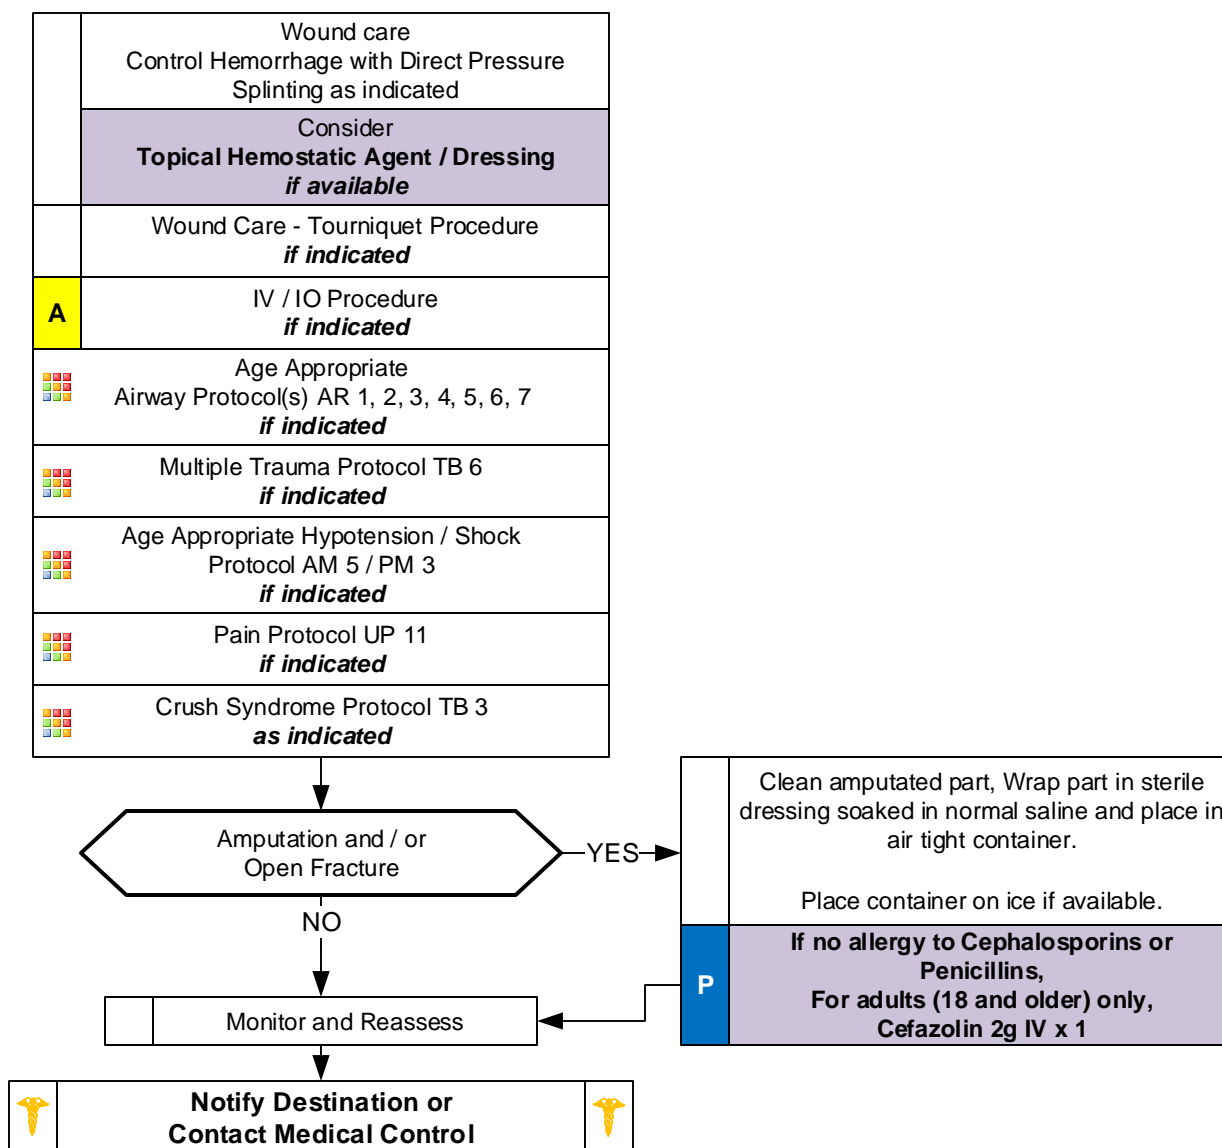 Wound care
Control Hemorrhage with Direct Pressure
Splinting as indicated
Consider
Topical Hemostatic Agent / Dressing
if available
Wound Care - Tourniquet Procedure
if indicated
A
IV / IO Procedure
if indicated
Age Appropriate
Airway Protocol(s) AR 1, 2, 3, 4, 5, 6, 7
if indicated
Multiple Trauma Protocol TB 6
if indicated
Age Appropriate Hypotension / Shock
Protocol AM 5 / PM 3
if indicated
Pain Protocol UP 11
if indicated
Crush Syndrome Protocol TB 3
as indicated
Amputation and / or
Open Fracture
YES
Clean amputated part, Wrap part in sterile
dressing soaked in normal saline and place in
air tight container.
Place container on ice if available.
P
If no allergy to Cephalosporins or
Penicillins,
For adults (18 and older) only,
Cefazolin 2g IV x 1
NO
Monitor and Reassess
Notify Destination or
Contact Medical Control